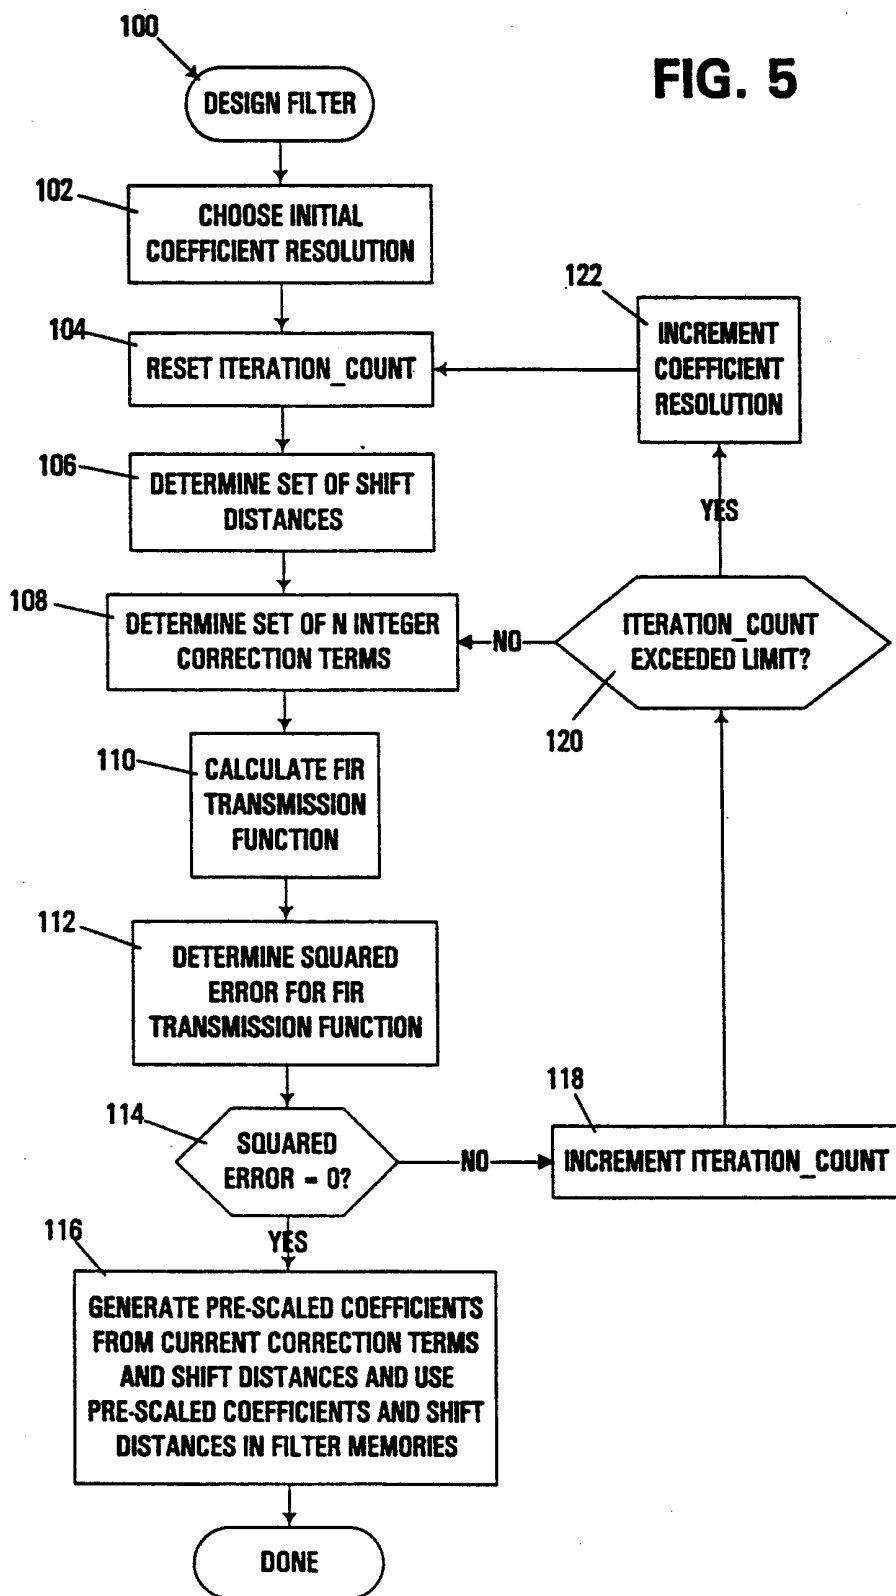 100
FIG. 5
DESIGN FILTER
102
CHOOSE INITIAL
COEFFICIENT RESOLUTION
104
RESET ITERATION_COUNT
122
INCREMENT
COEFFICIENT
RESOLUTION
106
DETERMINE SET OF SHIFT
DISTANCES
YES
108
DETERMINE SET OF N INTEGER
CORRECTION TERMS
NO
ITERATION_COUNT
EXCEEDED LIMIT?
120
110
CALCULATE FIR
TRANSMISSION
FUNCTION
112
DETERMINE SQUARED
ERROR FOR FIR
TRANSMISSION FUNCTION
114
SQUARED
ERROR = 0?
NO
118
INCREMENT ITERATION_COUNT
YES
116
GENERATE PRE-SCALED COEFFICIENTS
FROM CURRENT CORRECTION TERMS
AND SHIFT DISTANCES AND USE
PRE-SCALED COEFFICIENTS AND SHIFT
DISTANCES IN FILTER MEMORIES
DONE